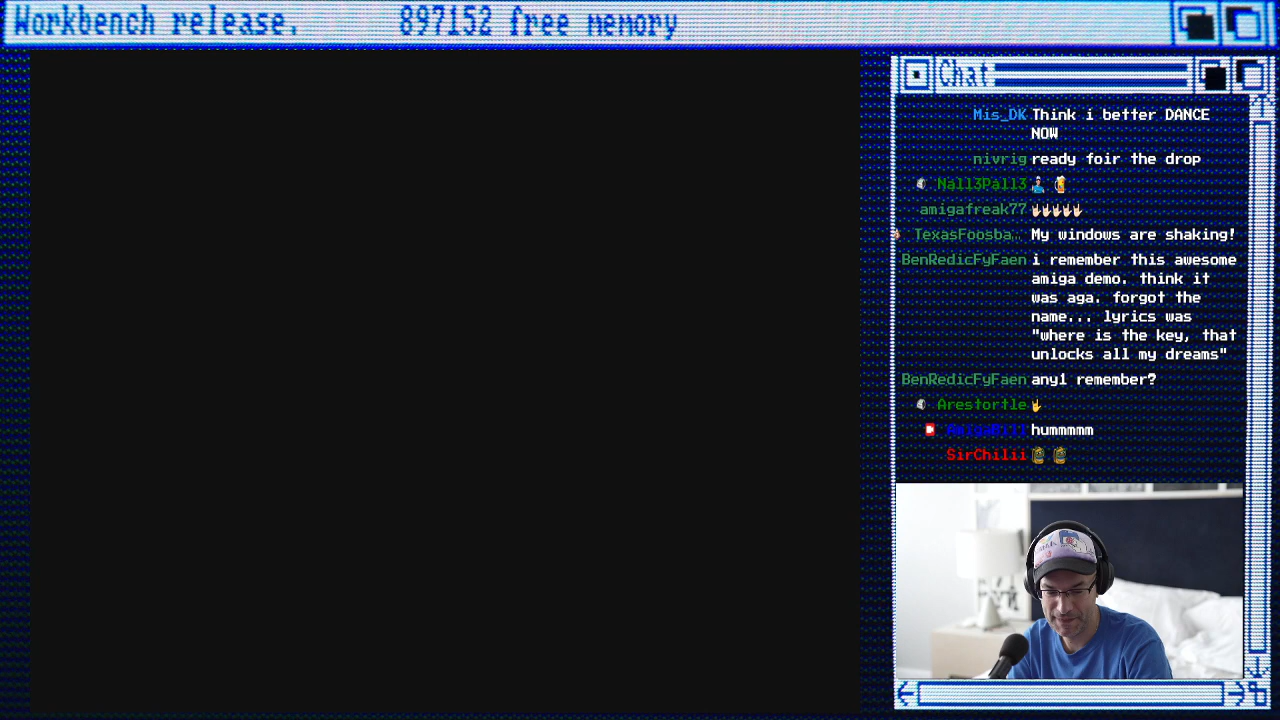 Workbench release. 897152 free memory
Chat
Mis_DK Think i better DANCE
NOW
nivrig ready foir the drop
Nall3Pall3
amigafreak77
TexasFoosba… My windows are shaking!
BenRedicFyFaen i remember this awesome
amiga demo. think it
was aga. forgot the
name... lyrics was
"where is the key, that
unlocks all my dreams"
BenRedicFyFaen any1 remember?
Arestortle
AmigaBill hummmmm
SirChilii